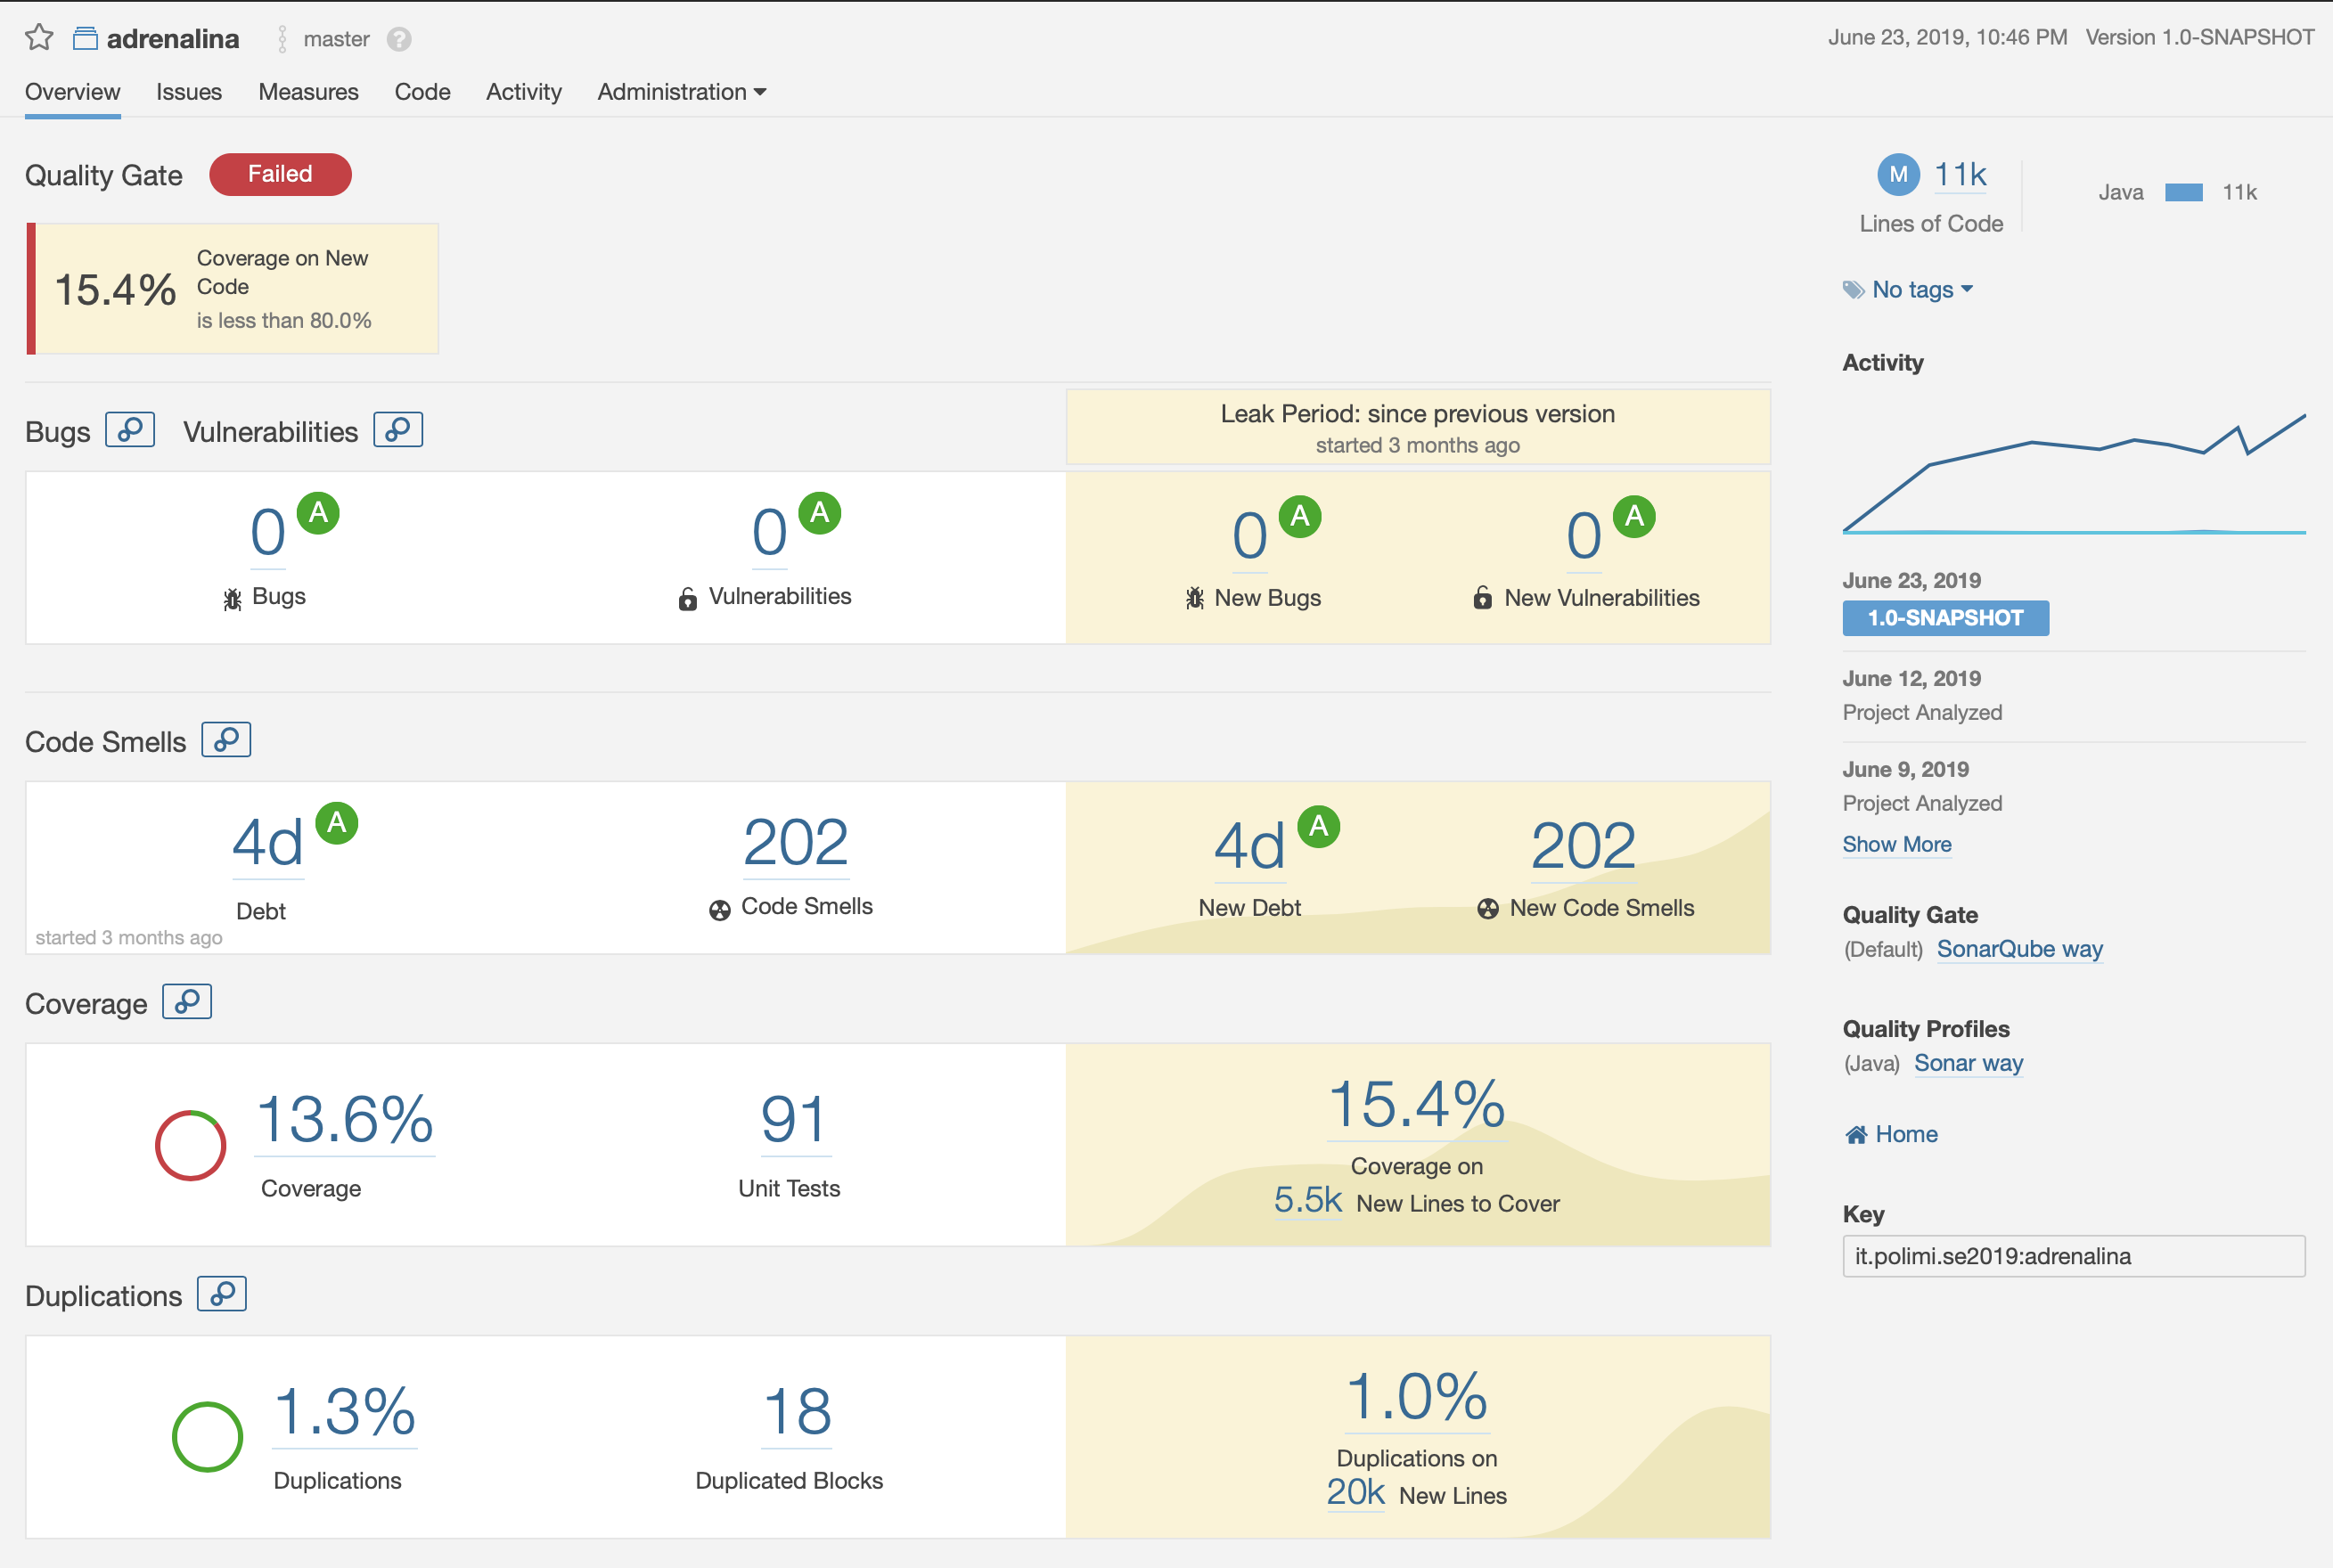 adrenalina master ?
June 23, 2019, 10:46 PM Version 1.0-SNAPSHOT
Overview Issues Measures Code Activity Administration
Quality Gate Failed
15.4%
Coverage on New
Code
is less than 80.0%
Leak Period: since previous version
started 3 months ago
Bugs Vulnerabilities
0 A
Bugs
0 A
Vulnerabilities
0 A
New Bugs
0 A
New Vulnerabilities
Code Smells
4d A
Debt
started 3 months ago
202
Code Smells
4d A
New Debt
202
New Code Smells
Coverage
13.6%
Coverage
91
Unit Tests
15.4%
Coverage on
5.5k New Lines to Cover
Duplications
1.3%
Duplications
18
Duplicated Blocks
1.0%
Duplications on
20k New Lines
M 11k
Lines of Code
Java 11k
No tags
Activity
June 23, 2019
1.0-SNAPSHOT
June 12, 2019
Project Analyzed
June 9, 2019
Project Analyzed
Show More
Quality Gate
(Default) SonarQube way
Quality Profiles
(Java) Sonar way
Home
Key
it.polimi.se2019:adrenalina